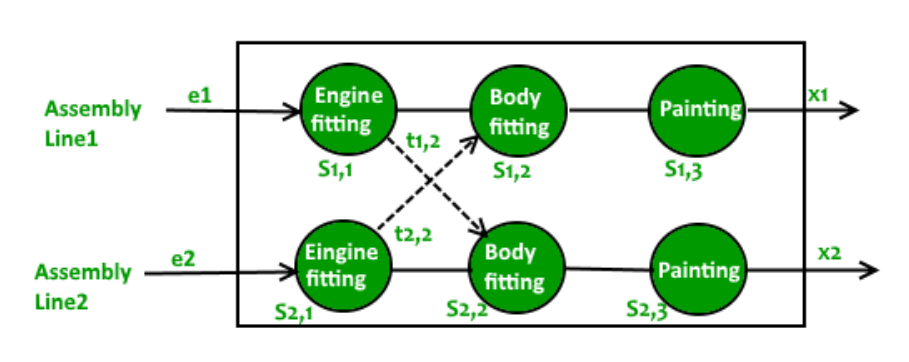 Assembly
Line1
e1
Engine
fitting
S1,1
t1,2
Body
fitting
S1,2
Painting
S1,3
x1
Assembly
Line2
e2
Eingine
fitting
S2,1
t2,2
Body
fitting
S2,2
Painting
S2,3
x2